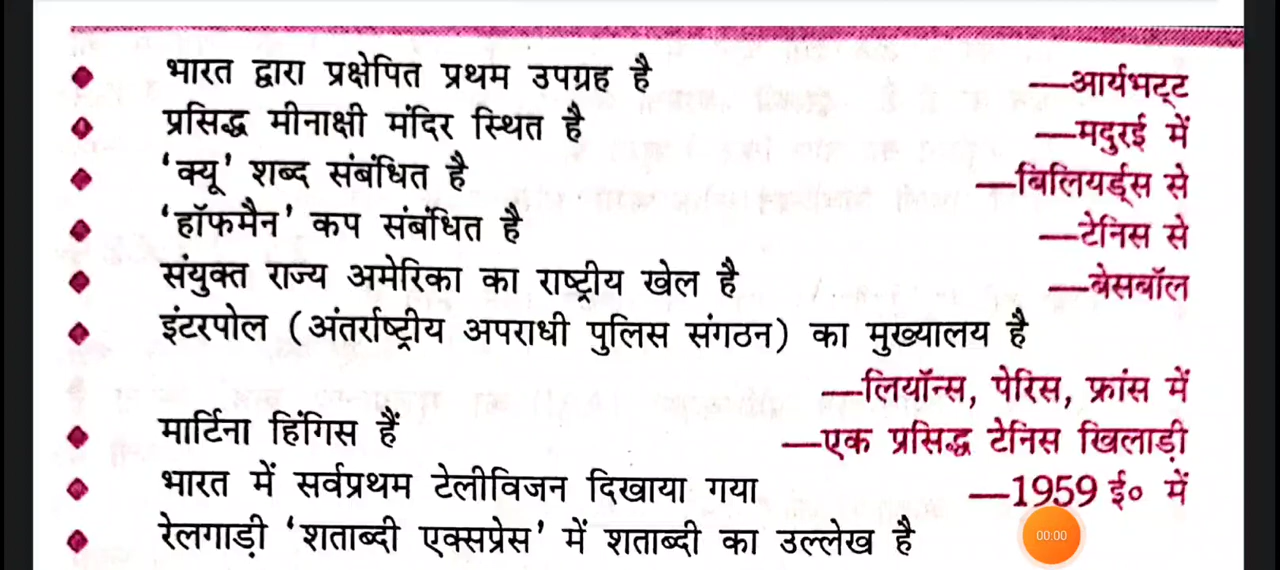 भारत द्वारा प्रक्षेपित प्रथम उपग्रह है —आर्यभट्ट
प्रसिद्ध मीनाक्षी मंदिर स्थित है —मदुरई में
‘क्यू’ शब्द संबंधित है —बिलियर्ड्स से
‘हॉफमैन’ कप संबंधित है —टेनिस से
संयुक्त राज्य अमेरिका का राष्ट्रीय खेल है —बेसबॉल
इंटरपोल (अंतर्राष्ट्रीय अपराधी पुलिस संगठन) का मुख्यालय है
—लियॉन्स, पेरिस, फ्रांस में
मार्टिना हिंगिस हैं —एक प्रसिद्ध टेनिस खिलाड़ी
भारत में सर्वप्रथम टेलीविजन दिखाया गया —1959 ई० में
रेलगाड़ी ‘शताब्दी एक्सप्रेस’ में शताब्दी का उल्लेख है
00:00